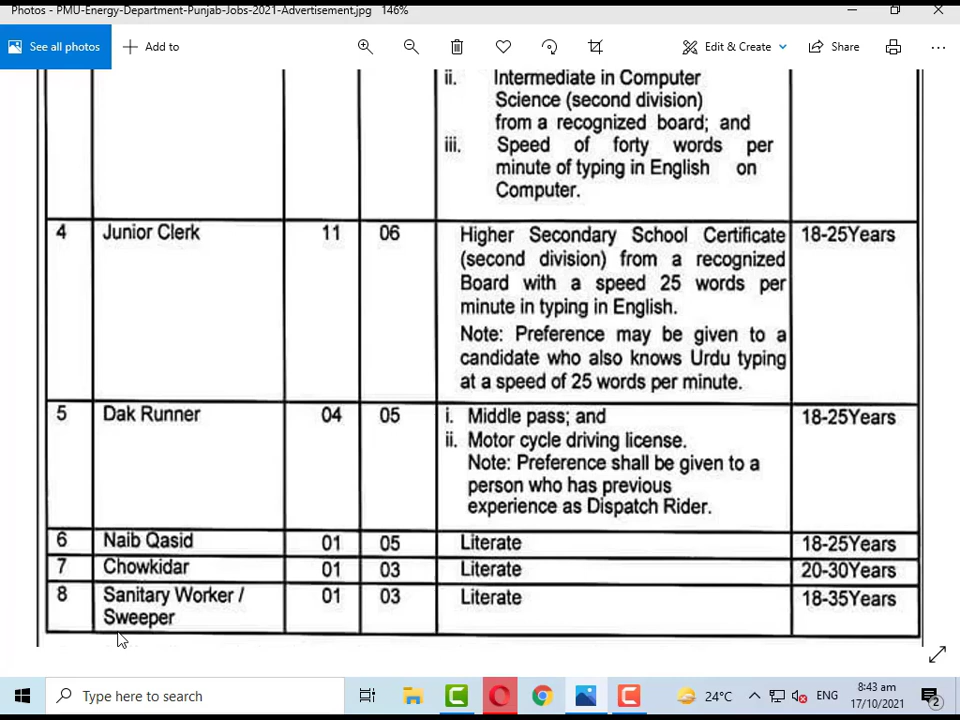 Photos - PMU-Energy-Department-Punjab-Jobs-2021-Advertisement.jpg 146%
See all photos
Add to
Edit & Create
Share
ii. Intermediate in Computer
Science (second division)
from a recognized board; and
iii. Speed of forty words per
minute of typing in English on
Computer.
4 Junior Clerk 11 06 Higher Secondary School Certificate 18-25Years
(second division) from a recognized
Board with a speed 25 words per
minute in typing in English.
Note: Preference may be given to a
candidate who also knows Urdu typing
at a speed of 25 words per minute.
5 Dak Runner 04 05 i. Middle pass; and 18-25Years
ii. Motor cycle driving license.
Note: Preference shall be given to a
person who has previous
experience as Dispatch Rider.
6 Naib Qasid 01 05 Literate 18-25Years
7 Chowkidar 01 03 Literate 20-30Years
8 Sanitary Worker / 01 03 Literate 18-35Years
Sweeper
Type here to search
24°C
ENG
8:43 am
17/10/2021
2